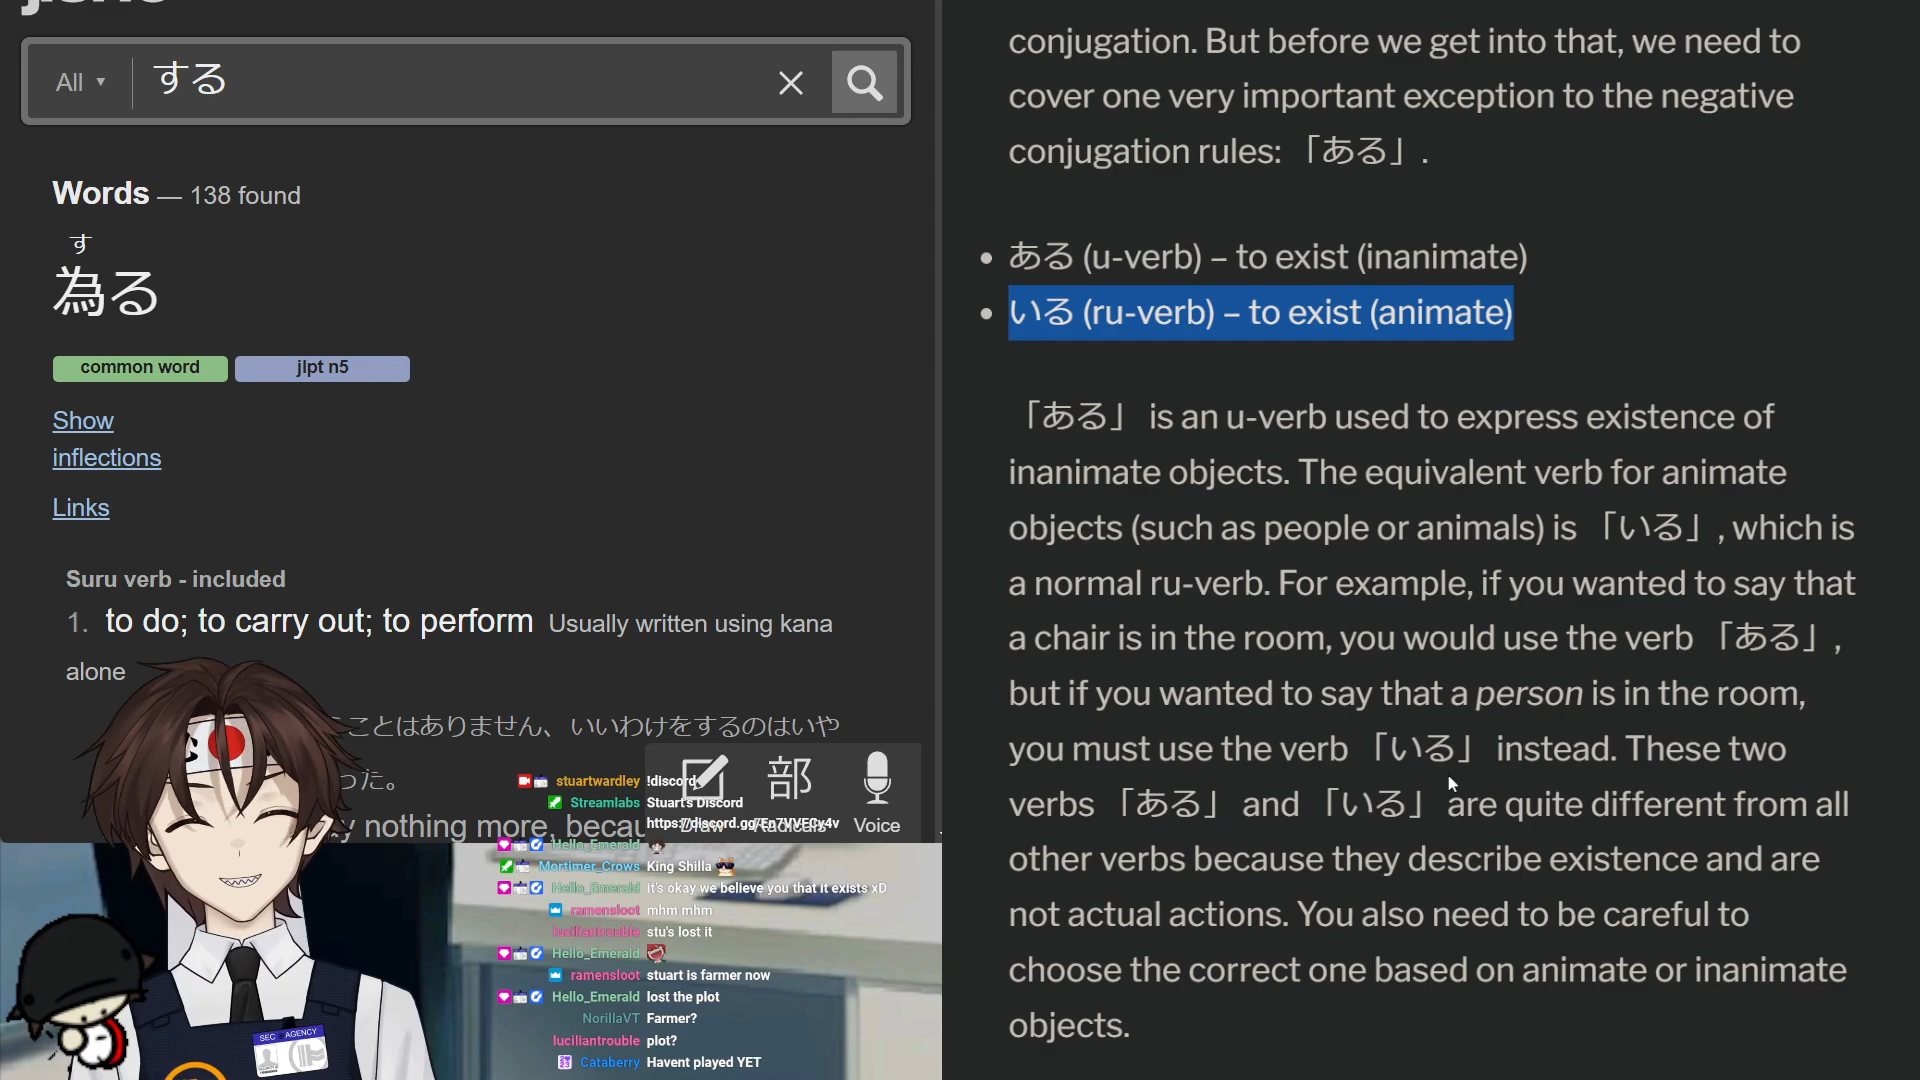 All ▼ する
Words — 138 found
す
為る
common word
jlpt n5
Show
inflections
Links
Suru verb - included
1. to do; to carry out; to perform Usually written using kana
alone
ことはありません、いいわけをするのはいや
った。
y nothing more, becau
部
Draw
Radicals
Voice
stuartwardley !discord
Streamlabs Stuart's Discord
Hello_Emerald
Mortimer_Crows King Shilla
Hello_Emerald it's okay we believe you that it exists xD
ramensloot mhm mhm
luciliantrouble stu's lost it
Hello_Emerald
ramensloot stuart is farmer now
Hello_Emerald lost the plot
NorillaVT Farmer?
luciliantrouble plot?
Cataberry Havent played YET
SEC AGENCY
conjugation. But before we get into that, we need to
cover one very important exception to the negative
conjugation rules: 「ある」.
• ある (u-verb) – to exist (inanimate)
• いる (ru-verb) – to exist (animate)
「ある」 is an u-verb used to express existence of
inanimate objects. The equivalent verb for animate
objects (such as people or animals) is 「いる」, which is
a normal ru-verb. For example, if you wanted to say that
a chair is in the room, you would use the verb 「ある」,
but if you wanted to say that a person is in the room,
you must use the verb 「いる」 instead. These two
verbs 「ある」 and 「いる」 are quite different from all
other verbs because they describe existence and are
not actual actions. You also need to be careful to
choose the correct one based on animate or inanimate
objects.